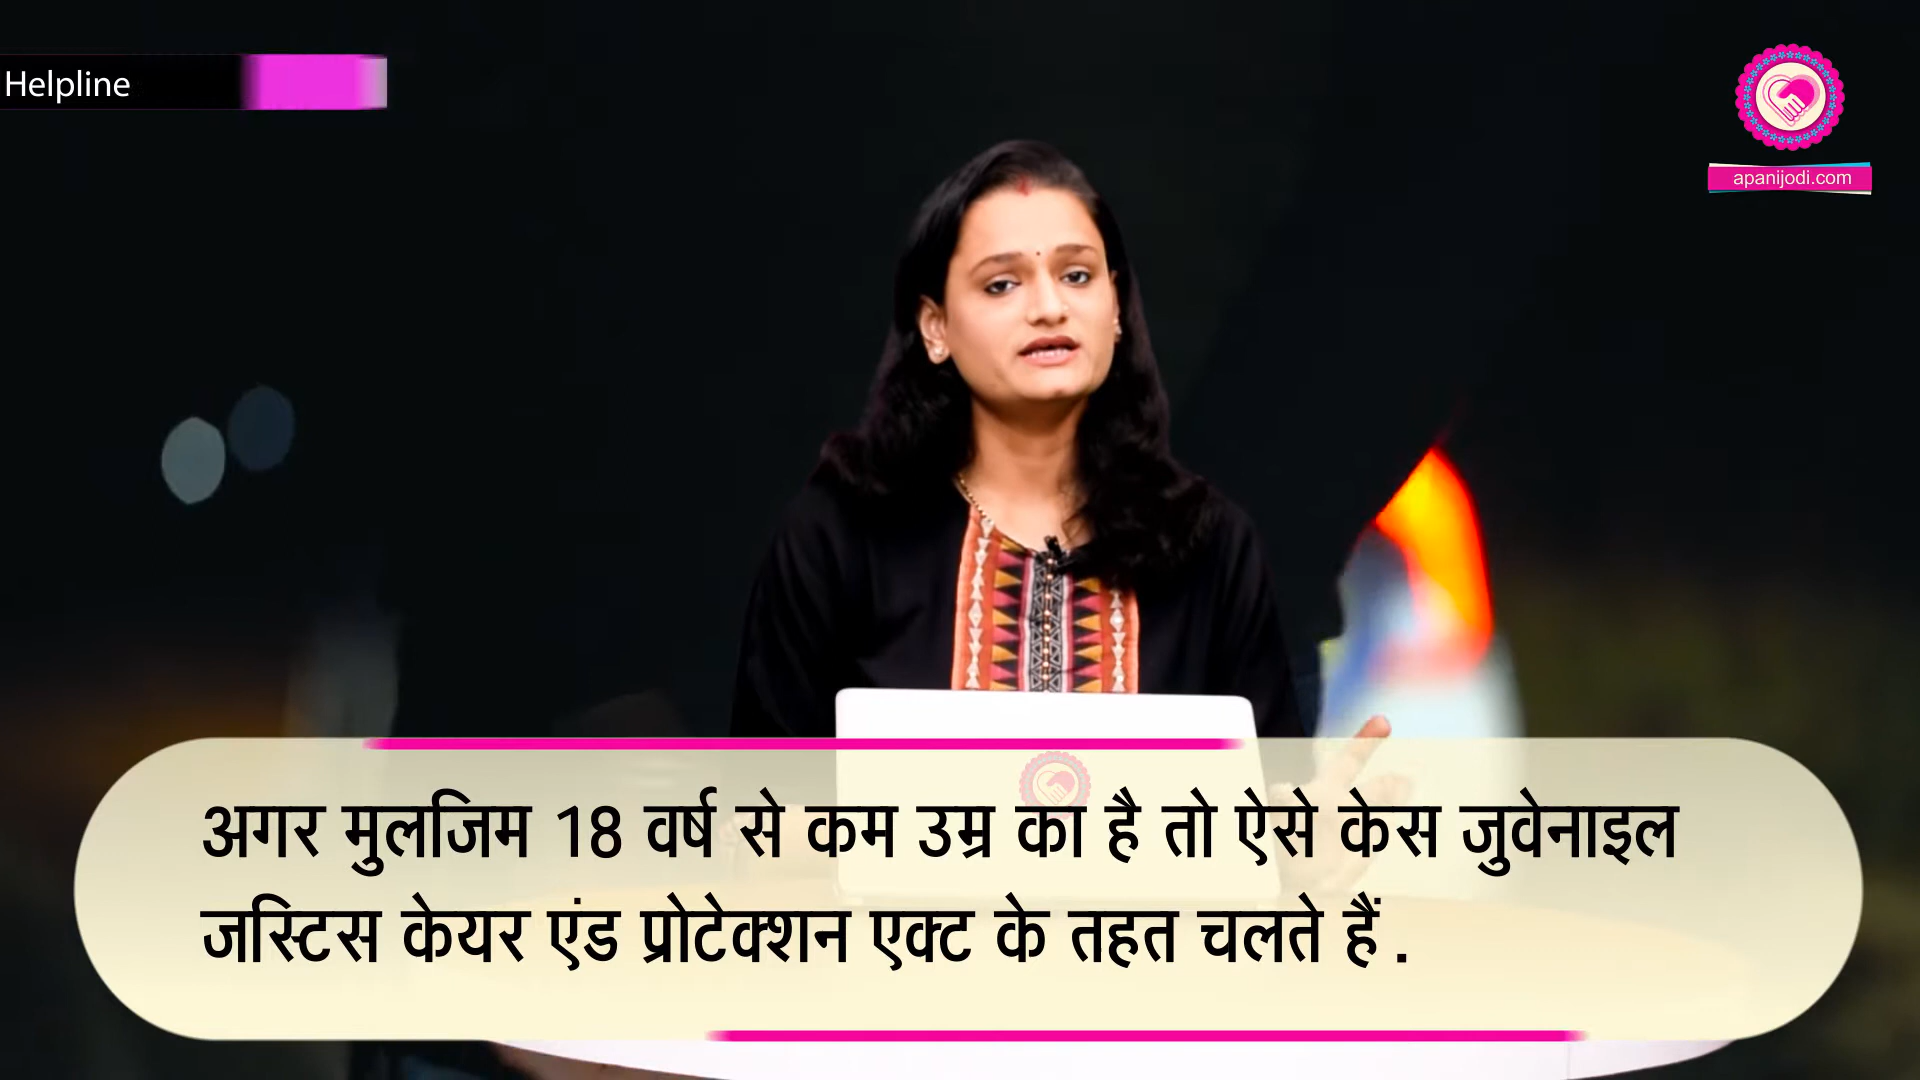 Helpline
apanijodi.com
अगर मुलजिम 18 वर्ष से कम उम्र का है तो ऐसे केस जुवेनाइल
जस्टिस केयर एंड प्रोटेक्शन एक्ट के तहत चलते हैं .